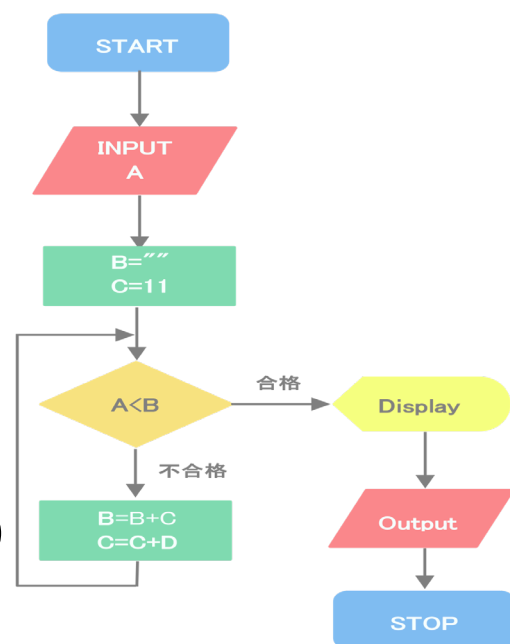 START
INPUT
A
B=""
C=11
A<B
合格
Display
不合格
B=B+C
C=C+D
Output
STOP
)